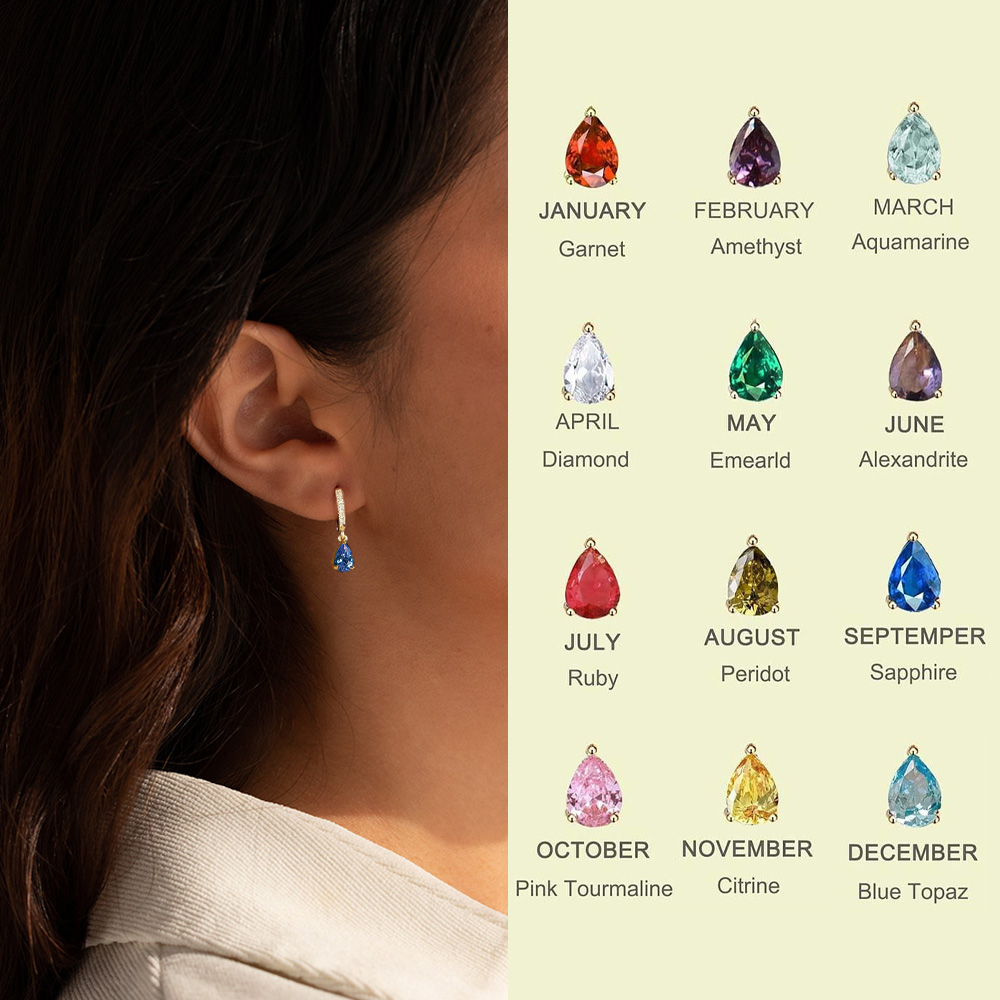 JANUARY
Garnet
FEBRUARY
Amethyst
MARCH
Aquamarine
APRIL
Diamond
MAY
Emearld
JUNE
Alexandrite
JULY
Ruby
AUGUST
Peridot
SEPTEMPER
Sapphire
OCTOBER
Pink Tourmaline
NOVEMBER
Citrine
DECEMBER
Blue Topaz